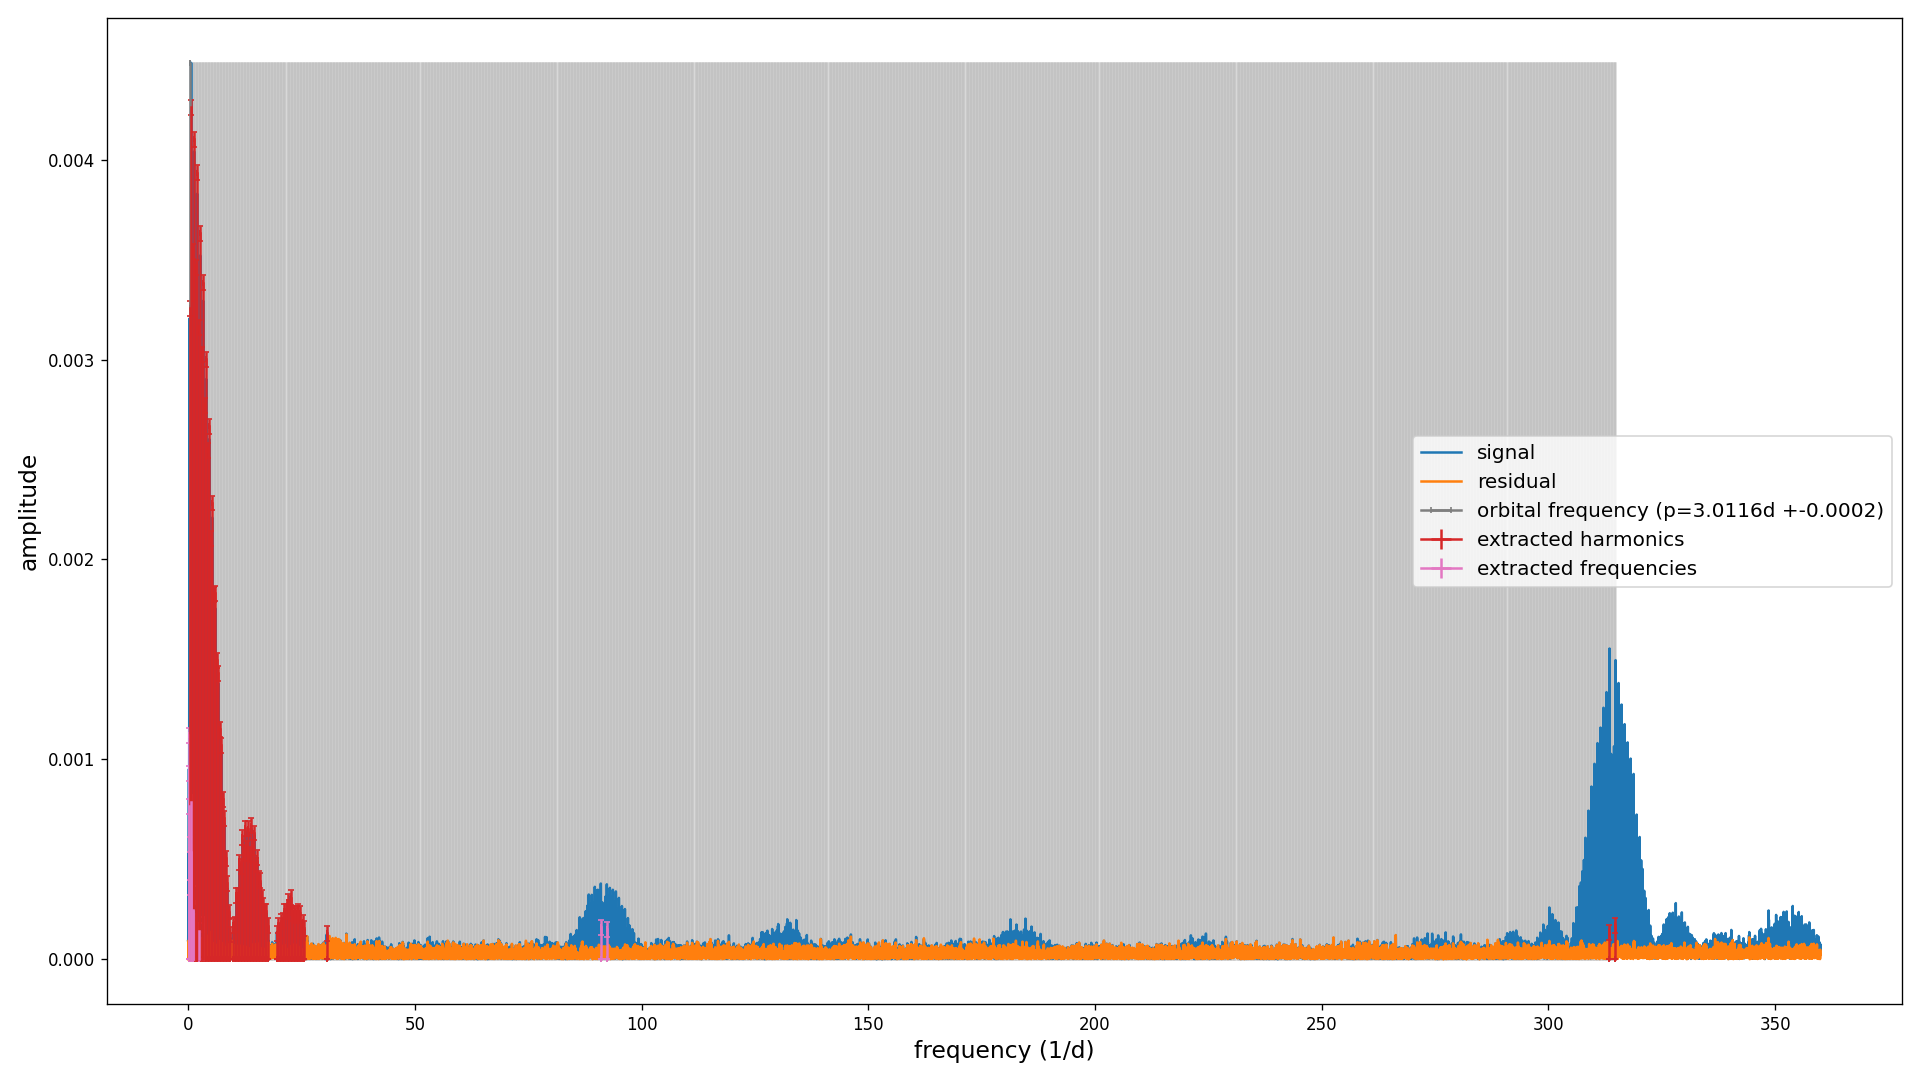 amplitude
0.004
0.003
0.002
0.001
0.000
signal
residual
orbital frequency (p=3.0116d +-0.0002)
extracted harmonics
extracted frequencies
0 50 100 150 200 250 300 350
frequency (1/d)